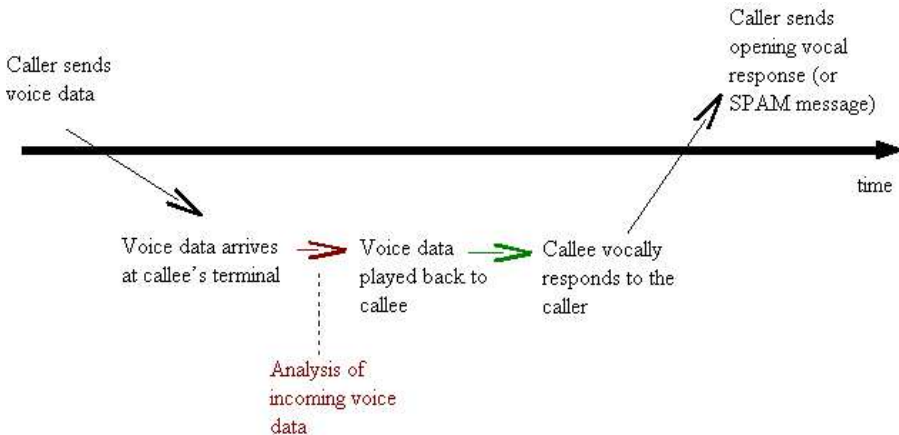 Caller sends
voice data
Caller sends
opening vocal
response (or
SPAM message)
time
Voice data arrives
at callee's terminal
Voice data
played back to
callee
Callee vocally
responds to the
caller
Analysis of
incoming voice
data